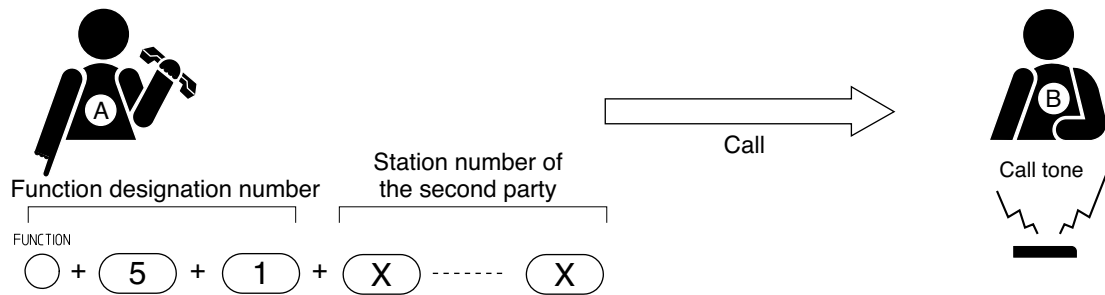 A
B
Call
Call tone
Function designation number
Station number of
the second party
FUNCTION
+ 5 + 1 + X ------- X